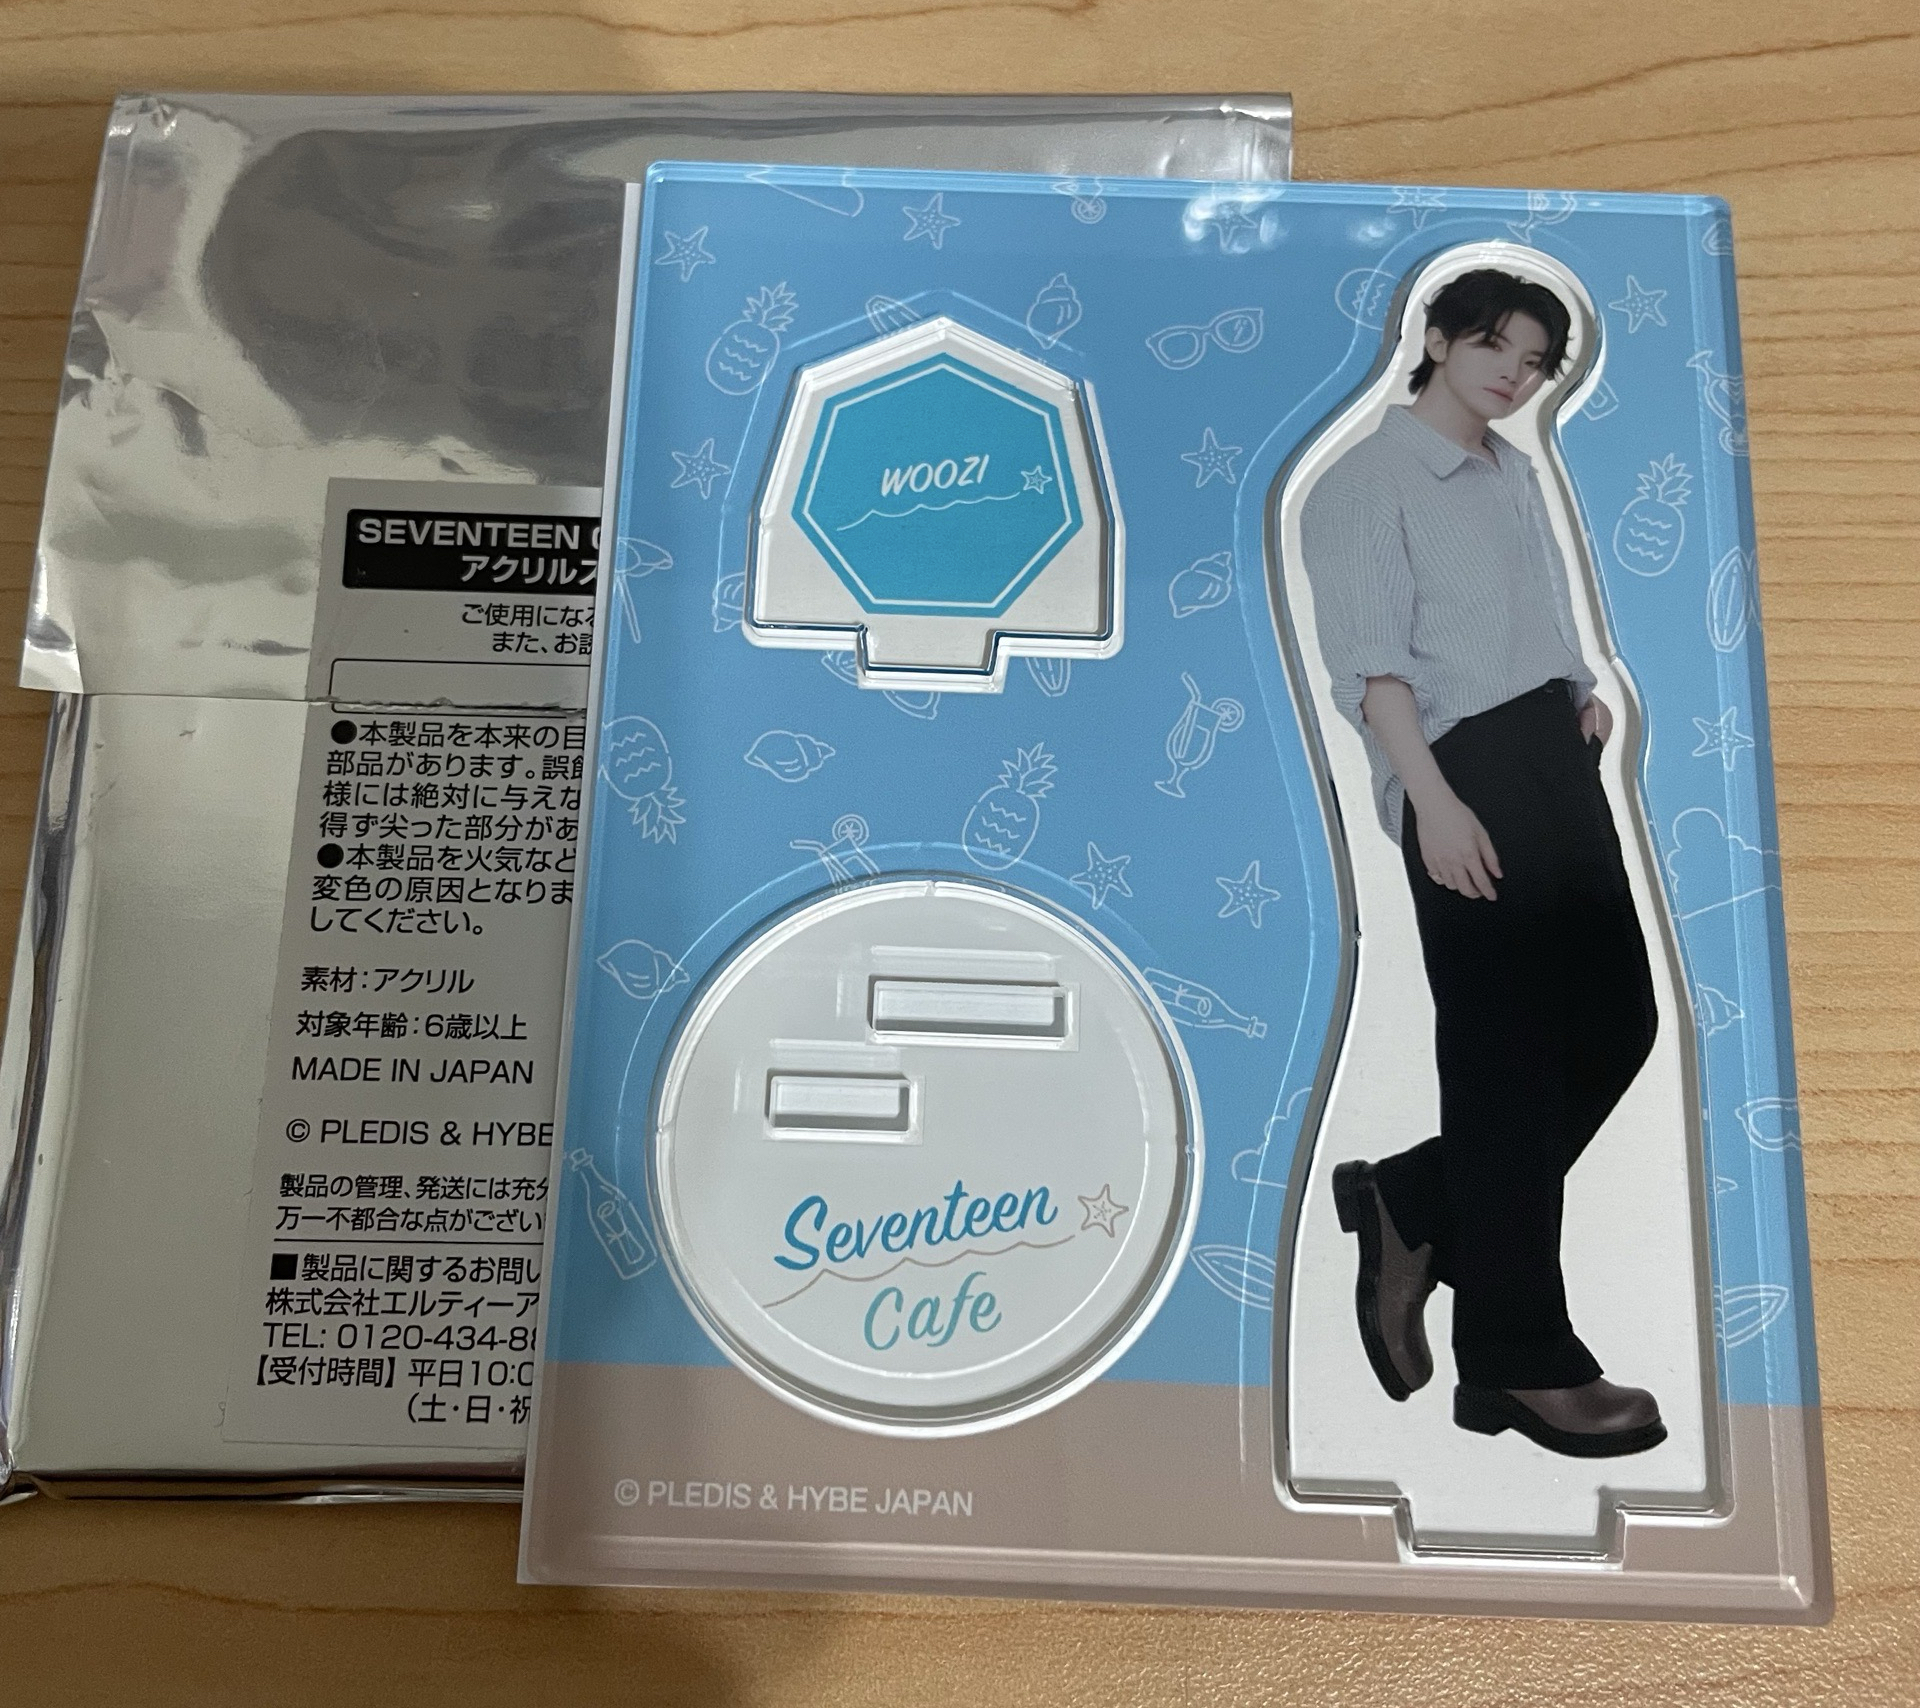 SEVENTEEN
アクリルス
ご使用になる
また、お読
●本製品を本来の目
部品があります。誤飲
様には絶対に与えな
得ず尖った部分があ
●本製品を火気など
変色の原因となりま
してください。
素材：アクリル
対象年齢：6歳以上
MADE IN JAPAN
© PLEDIS & HYBE
製品の管理、発送には充分
万一不都合な点がござい
■製品に関するお問い
株式会社エルティーア
TEL: 0120-434-88
【受付時間】平日10:0
（土・日・祝
WOOZI
Seventeen
Cafe
© PLEDIS & HYBE JAPAN